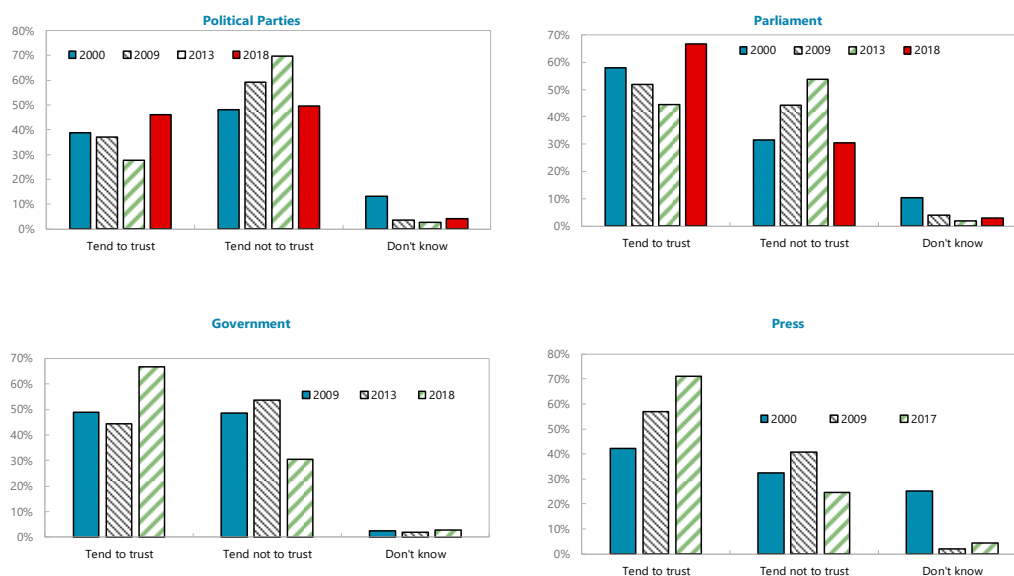 Political Parties
80%
70%
60%
50%
40%
30%
20%
10%
0%
2000 2009 2013 2018
Tend to trust Tend not to trust Don't know
Parliament
70%
60%
50%
40%
30%
20%
10%
0%
2000 2009 2013 2018
Tend to trust Tend not to trust Don't know
Government
70%
60%
50%
40%
30%
20%
10%
0%
2009 2013 2018
Tend to trust Tend not to trust Don't know
Press
80%
70%
60%
50%
40%
30%
20%
10%
0%
2000 2009 2017
Tend to trust Tend not to trust Don't know